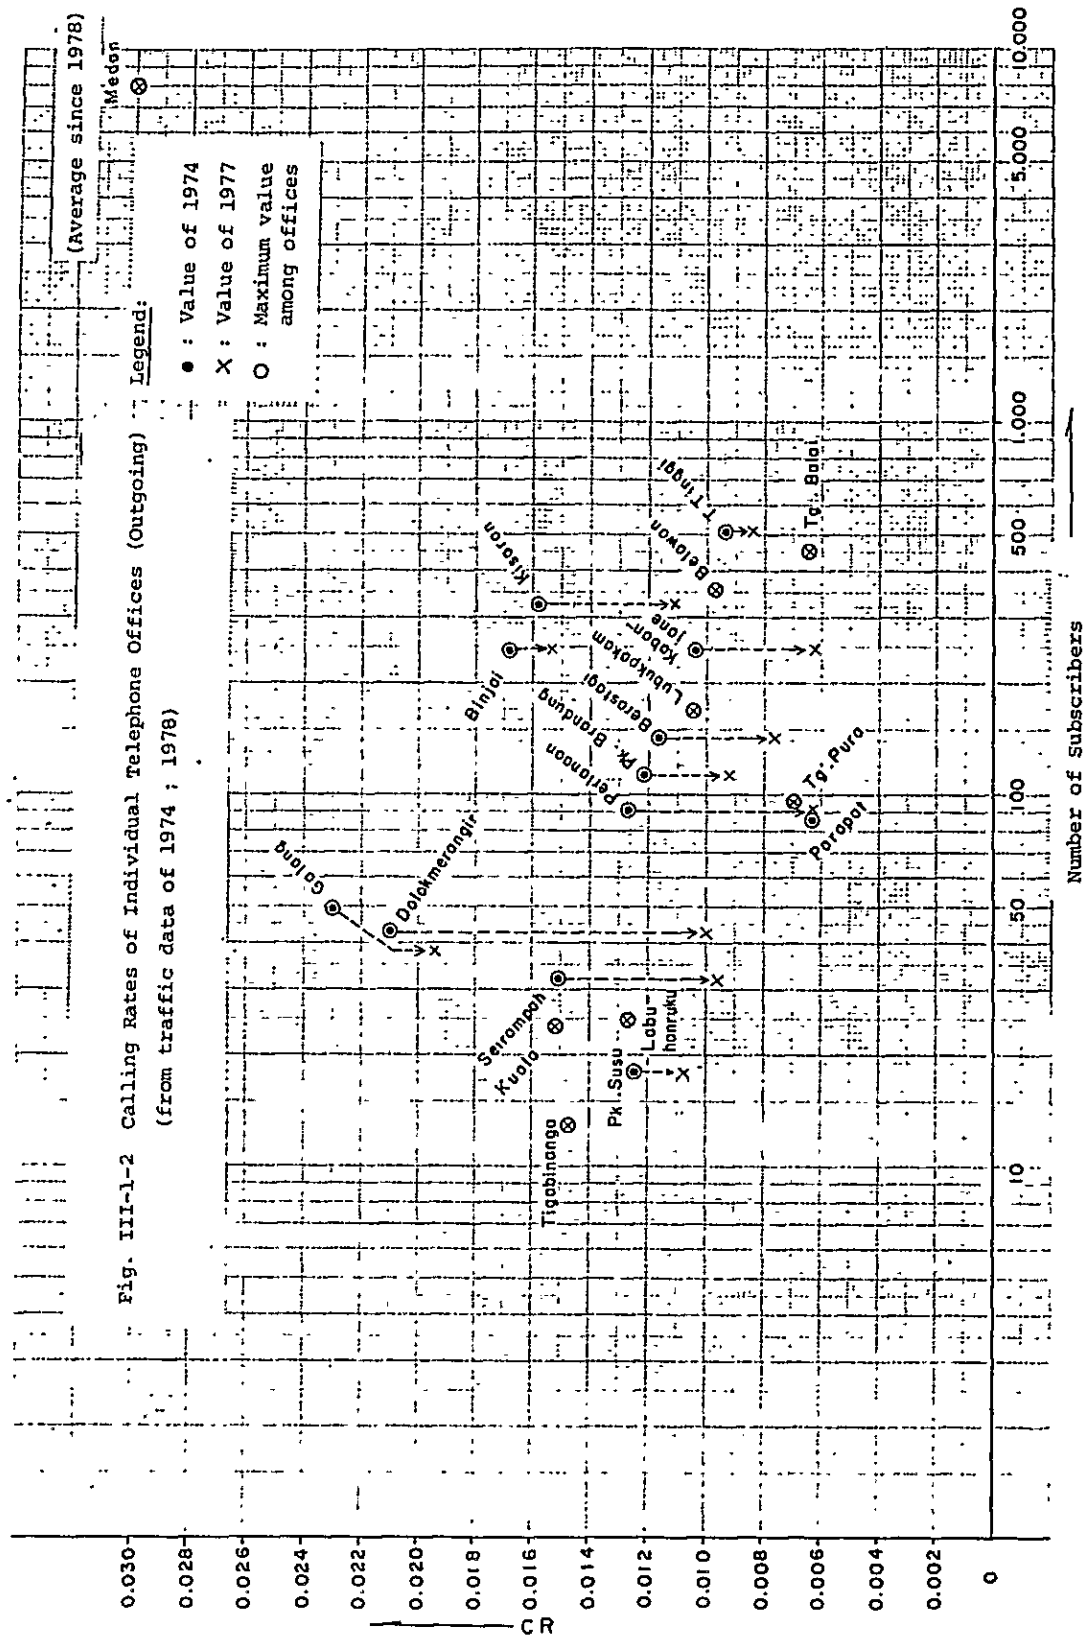 Fig. III-1-2 Calling Rates of Individual Telephone Offices (Outgoing)
(from traffic data of 1974 ; 1978)
(Average since 1978)
Medan
Legend:
● : Value of 1974
X : Value of 1977
O : Maximum value
among offices
CR
0.030
0.028
0.026
0.024
0.022
0.020
0.018
0.016
0.014
0.012
0.010
0.008
0.006
0.004
0.002
0
Galang
Dolokmerangir
Binjai
Kisaran
Seirampah
Kuala
Tigabinanga
Pk. Susu
Labu-
hanruku
Perlanaan
Pk. Brandung
Berastagi
Lubukpakam
Kaban-
jane
Belawan
T.Tinggi
Tg. Balai
Tg. Pura
Parapat
10
50
100
500
1.000
5.000
10.000
Number of Subscribers